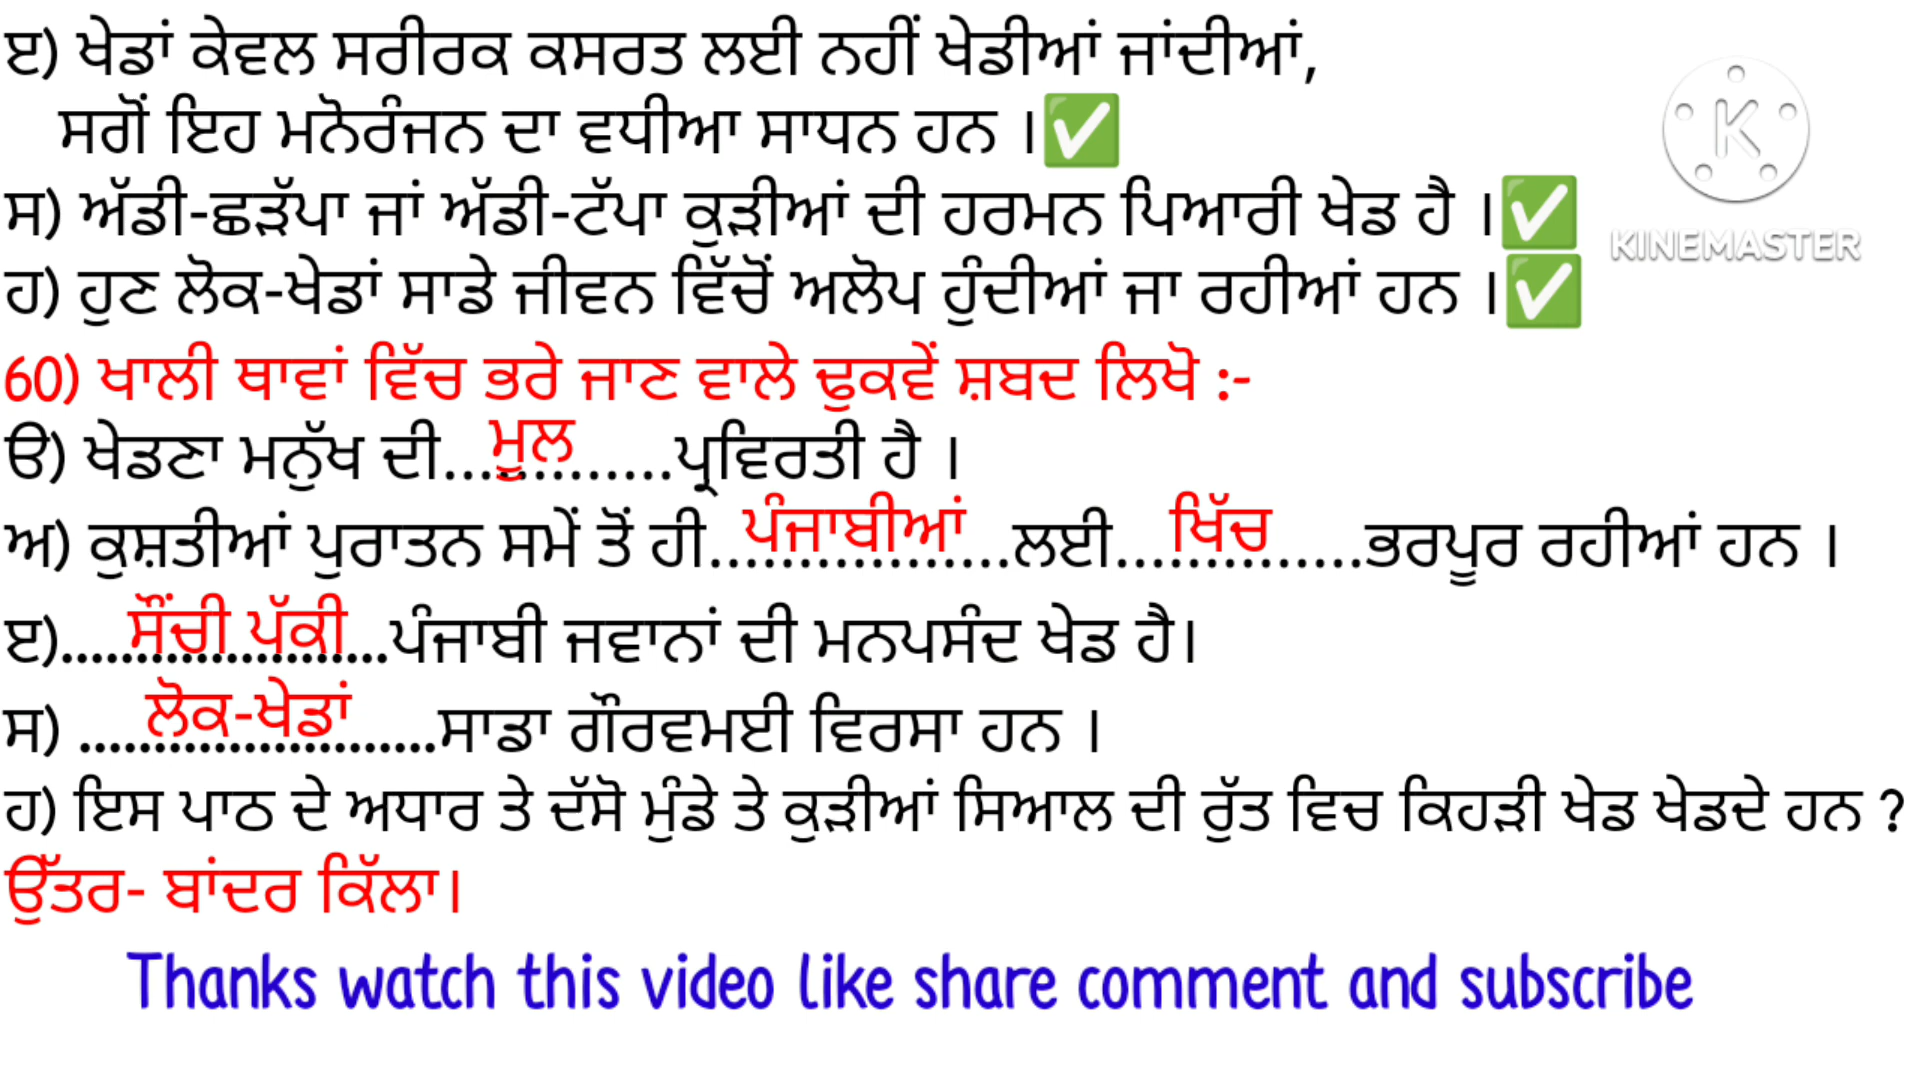 ੲ) ਖੇਡਾਂ ਕੇਵਲ ਸਰੀਰਕ ਕਸਰਤ ਲਈ ਨਹੀਂ ਖੇਡੀਆਂ ਜਾਂਦੀਆਂ,
ਸਗੋਂ ਇਹ ਮਨੋਰੰਜਨ ਦਾ ਵਧੀਆ ਸਾਧਨ ਹਨ ।✅
ਸ) ਅੱਡੀ-ਛੜੱਪਾ ਜਾਂ ਅੱਡੀ-ਟੱਪਾ ਕੁੜੀਆਂ ਦੀ ਹਰਮਨ ਪਿਆਰੀ ਖੇਡ ਹੈ ।✅
ਹ) ਹੁਣ ਲੋਕ-ਖੇਡਾਂ ਸਾਡੇ ਜੀਵਨ ਵਿੱਚੋਂ ਅਲੋਪ ਹੁੰਦੀਆਂ ਜਾ ਰਹੀਆਂ ਹਨ ।✅
KINEMASTER
60) ਖਾਲੀ ਥਾਵਾਂ ਵਿੱਚ ਭਰੇ ਜਾਣ ਵਾਲੇ ਢੁਕਵੇਂ ਸ਼ਬਦ ਲਿਖੋ :-
ੳ) ਖੇਡਣਾ ਮਨੁੱਖ ਦੀ...ਮੂਲ...ਪ੍ਰਵਿਰਤੀ ਹੈ ।
ਅ) ਕੁਸ਼ਤੀਆਂ ਪੁਰਾਤਨ ਸਮੇਂ ਤੋਂ ਹੀ...ਪੰਜਾਬੀਆਂ...ਲਈ...ਖਿੱਚ...ਭਰਪੂਰ ਰਹੀਆਂ ਹਨ ।
ੲ)...ਸੌਂਚੀ ਪੱਕੀ...ਪੰਜਾਬੀ ਜਵਾਨਾਂ ਦੀ ਮਨਪਸੰਦ ਖੇਡ ਹੈ।
ਸ) ...ਲੋਕ-ਖੇਡਾਂ...ਸਾਡਾ ਗੌਰਵਮਈ ਵਿਰਸਾ ਹਨ ।
ਹ) ਇਸ ਪਾਠ ਦੇ ਅਧਾਰ ਤੇ ਦੱਸੋ ਮੁੰਡੇ ਤੇ ਕੁੜੀਆਂ ਸਿਆਲ ਦੀ ਰੁੱਤ ਵਿਚ ਕਿਹੜੀ ਖੇਡ ਖੇਡਦੇ ਹਨ ?
ਉੱਤਰ- ਬਾਂਦਰ ਕਿੱਲਾ।
Thanks watch this video like share comment and subscribe